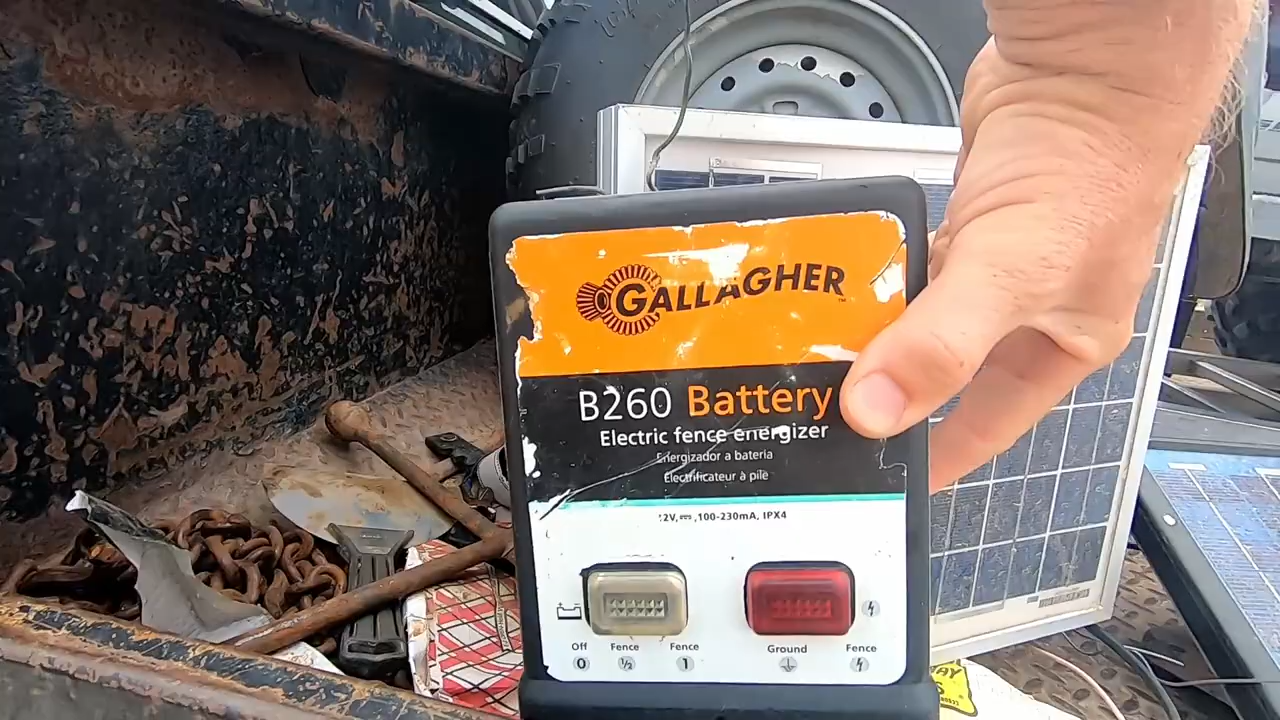 GALLAGHER
B260 Battery
Electric fence energizer
Energizador a bateria
Électrificateur à pile
12V, ⎓ ,100-230mA, IPX4
Off Fence Fence Ground Fence
0 ½ 1